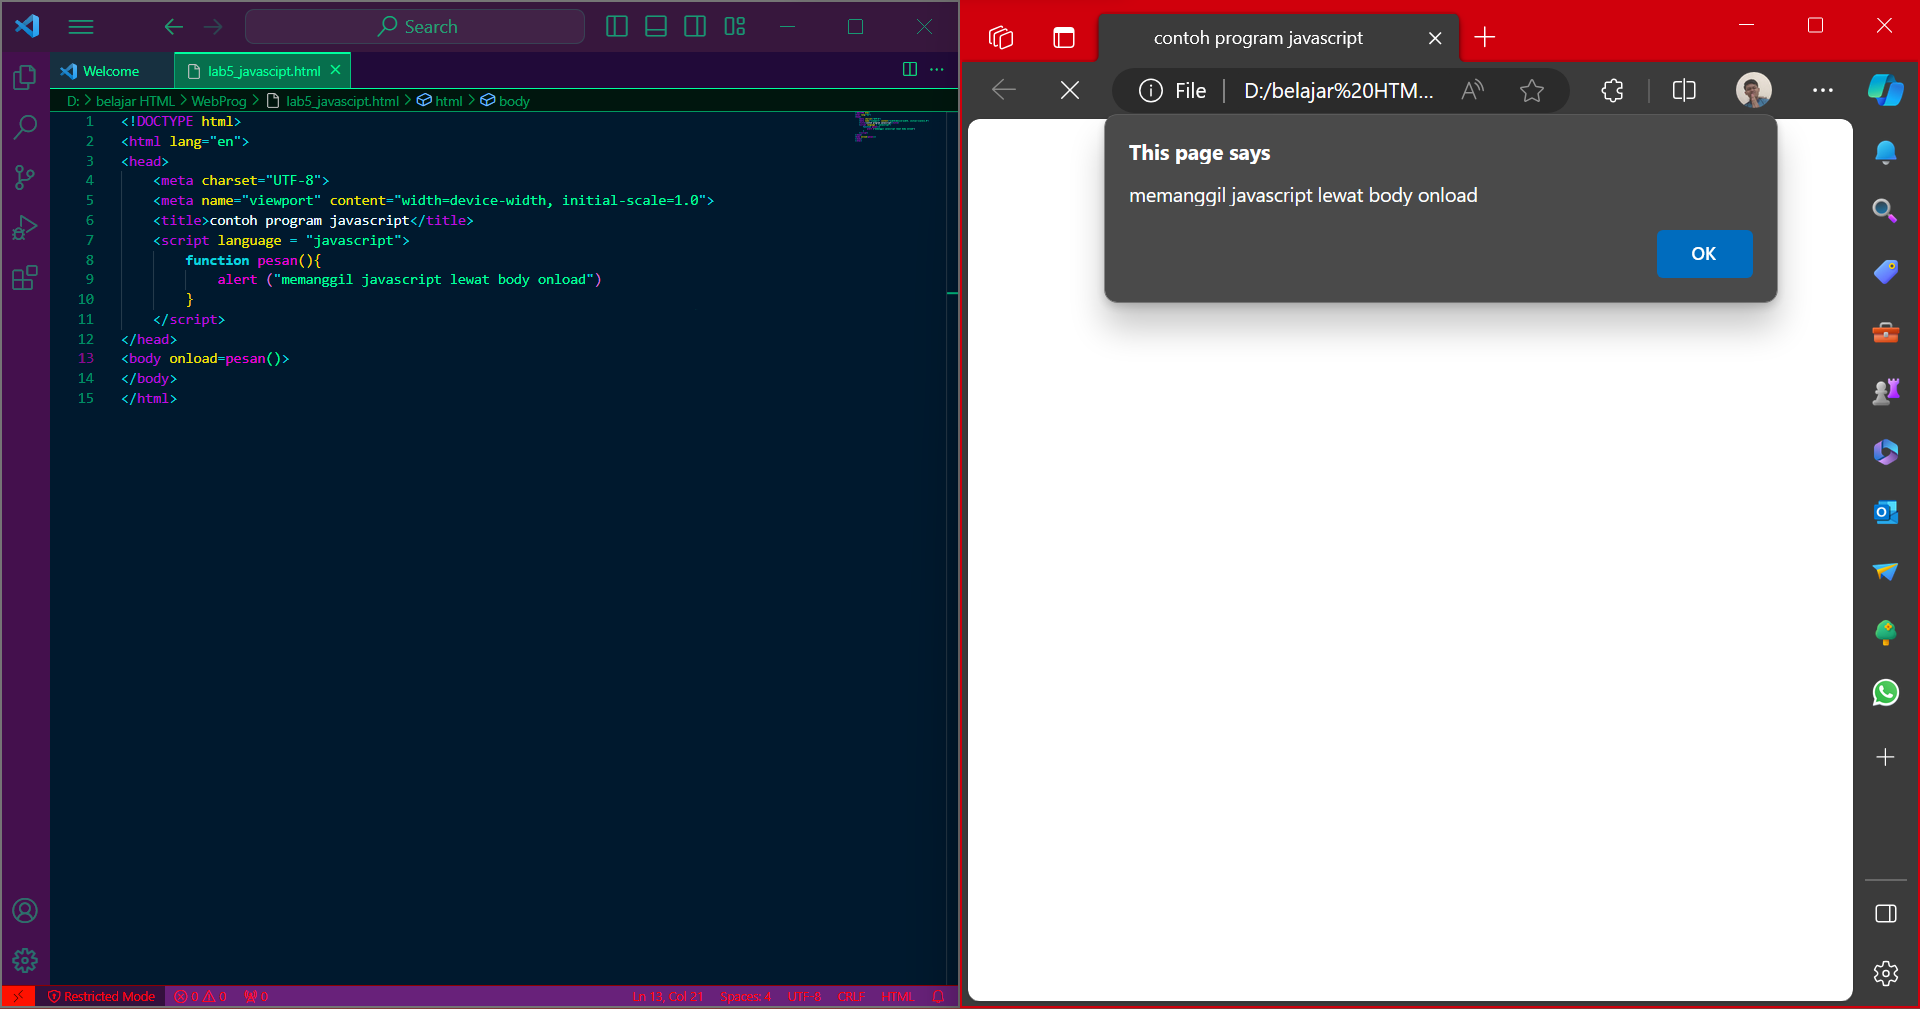 Search
Welcome
lab5_javascipt.html
D: > belajar HTML > WebProg > lab5_javascipt.html > html > body
1 <!DOCTYPE html>
2 <html lang="en">
3 <head>
4 <meta charset="UTF-8">
5 <meta name="viewport" content="width=device-width, initial-scale=1.0">
6 <title>contoh program javascript</title>
7 <script language = "javascript">
8 function pesan(){
9 alert ("memanggil javascript lewat body onload")
10 }
11 </script>
12 </head>
13 <body onload=pesan()>
14 </body>
15 </html>
Restricted Mode 0 0 0 Ln 13, Col 21 Spaces: 4 UTF-8 CRLF HTML
contoh program javascript
File D:/belajar%20HTM...
This page says
memanggil javascript lewat body onload
OK